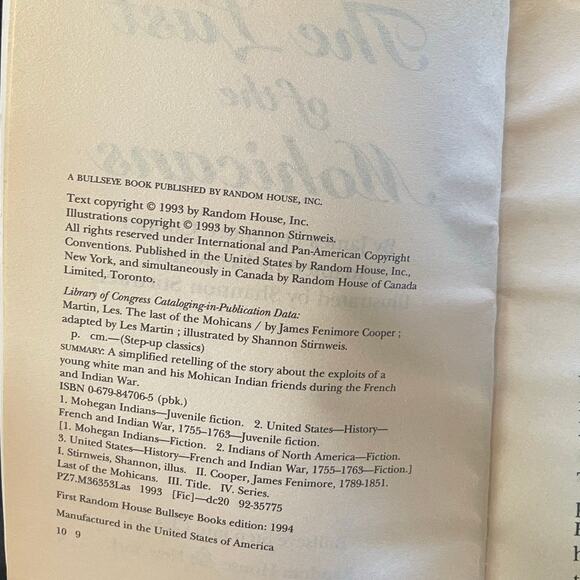 The Last
of the
Mohicans
A BULLSEYE BOOK PUBLISHED BY RANDOM HOUSE, INC.
Text copyright © 1993 by Random House, Inc.
Illustrations copyright © 1993 by Shannon Stirnweis.
All rights reserved under International and Pan-American Copyright
Conventions. Published in the United States by Random House, Inc.,
New York, and simultaneously in Canada by Random House of Canada
Limited, Toronto.
Library of Congress Cataloging-in-Publication Data:
Martin, Les. The last of the Mohicans / by James Fenimore Cooper ;
adapted by Les Martin ; illustrated by Shannon Stirnweis.
p. cm.—(Step-up classics)
SUMMARY: A simplified retelling of the story about the exploits of a
young white man and his Mohican Indian friends during the French
and Indian War.
ISBN 0-679-84706-5 (pbk.)
1. Mohegan Indians—Juvenile fiction. 2. United States—History—
French and Indian War, 1755–1763—Juvenile fiction.
[1. Mohegan Indians—Fiction. 2. Indians of North America—Fiction.
3. United States—History—French and Indian War, 1755–1763—Fiction.]
I. Stirnweis, Shannon, illus. II. Cooper, James Fenimore, 1789-1851.
Last of the Mohicans. III. Title. IV. Series.
PZ7.M36353Las 1993 [Fic]—dc20 92-35775
First Random House Bullseye Books edition: 1994
Manufactured in the United States of America
10 9